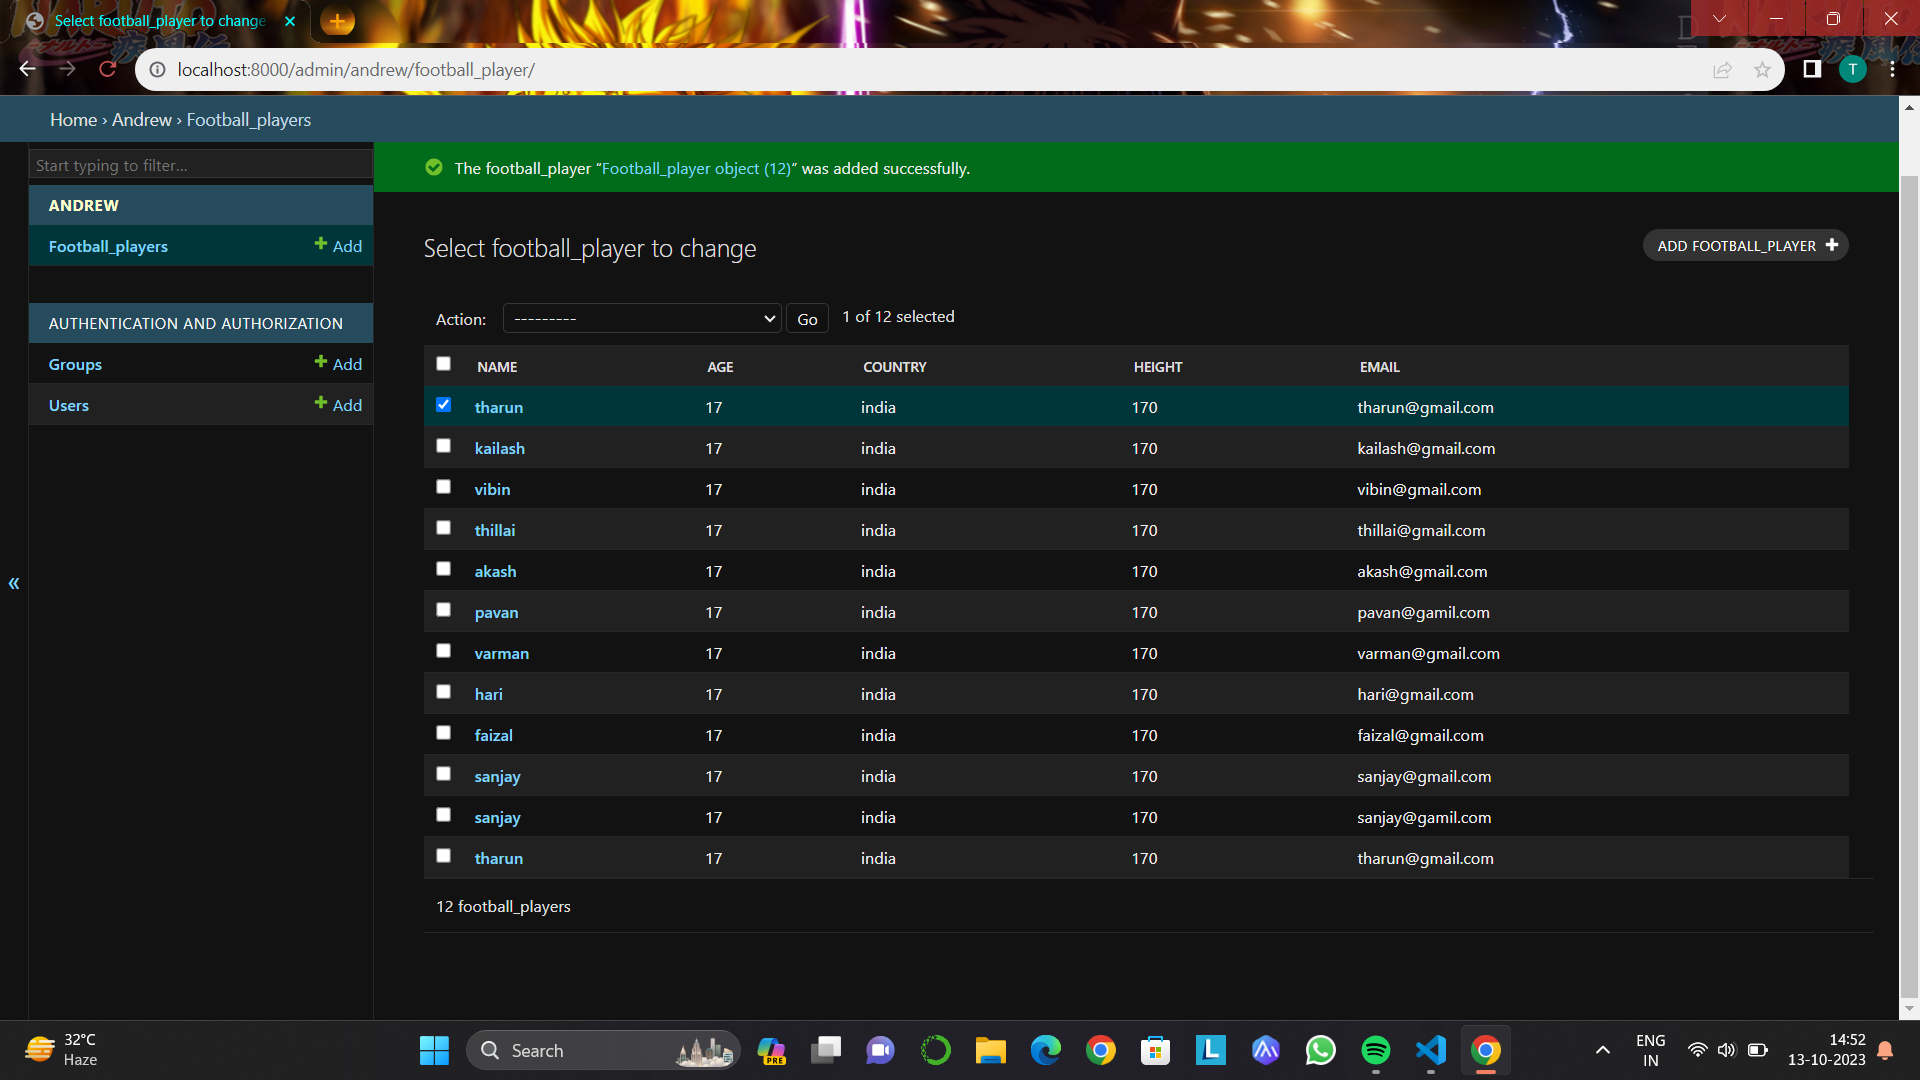 Select football_player to change
localhost:8000/admin/andrew/football_player/
T
Home › Andrew › Football_players
Start typing to filter...
The football_player “Football_player object (12)” was added successfully.
ANDREW
Football_players Add
Select football_player to change
ADD FOOTBALL_PLAYER
AUTHENTICATION AND AUTHORIZATION
Groups Add
Users Add
Action: --------- Go 1 of 12 selected
NAME AGE COUNTRY HEIGHT EMAIL
tharun 17 india 170 tharun@gmail.com
kailash 17 india 170 kailash@gmail.com
vibin 17 india 170 vibin@gmail.com
thillai 17 india 170 thillai@gmail.com
akash 17 india 170 akash@gmail.com
pavan 17 india 170 pavan@gamil.com
varman 17 india 170 varman@gmail.com
hari 17 india 170 hari@gmail.com
faizal 17 india 170 faizal@gmail.com
sanjay 17 india 170 sanjay@gmail.com
sanjay 17 india 170 sanjay@gamil.com
tharun 17 india 170 tharun@gmail.com
12 football_players
«
32°C
Haze
Search
PRE
L
ENG
IN
14:52
13-10-2023